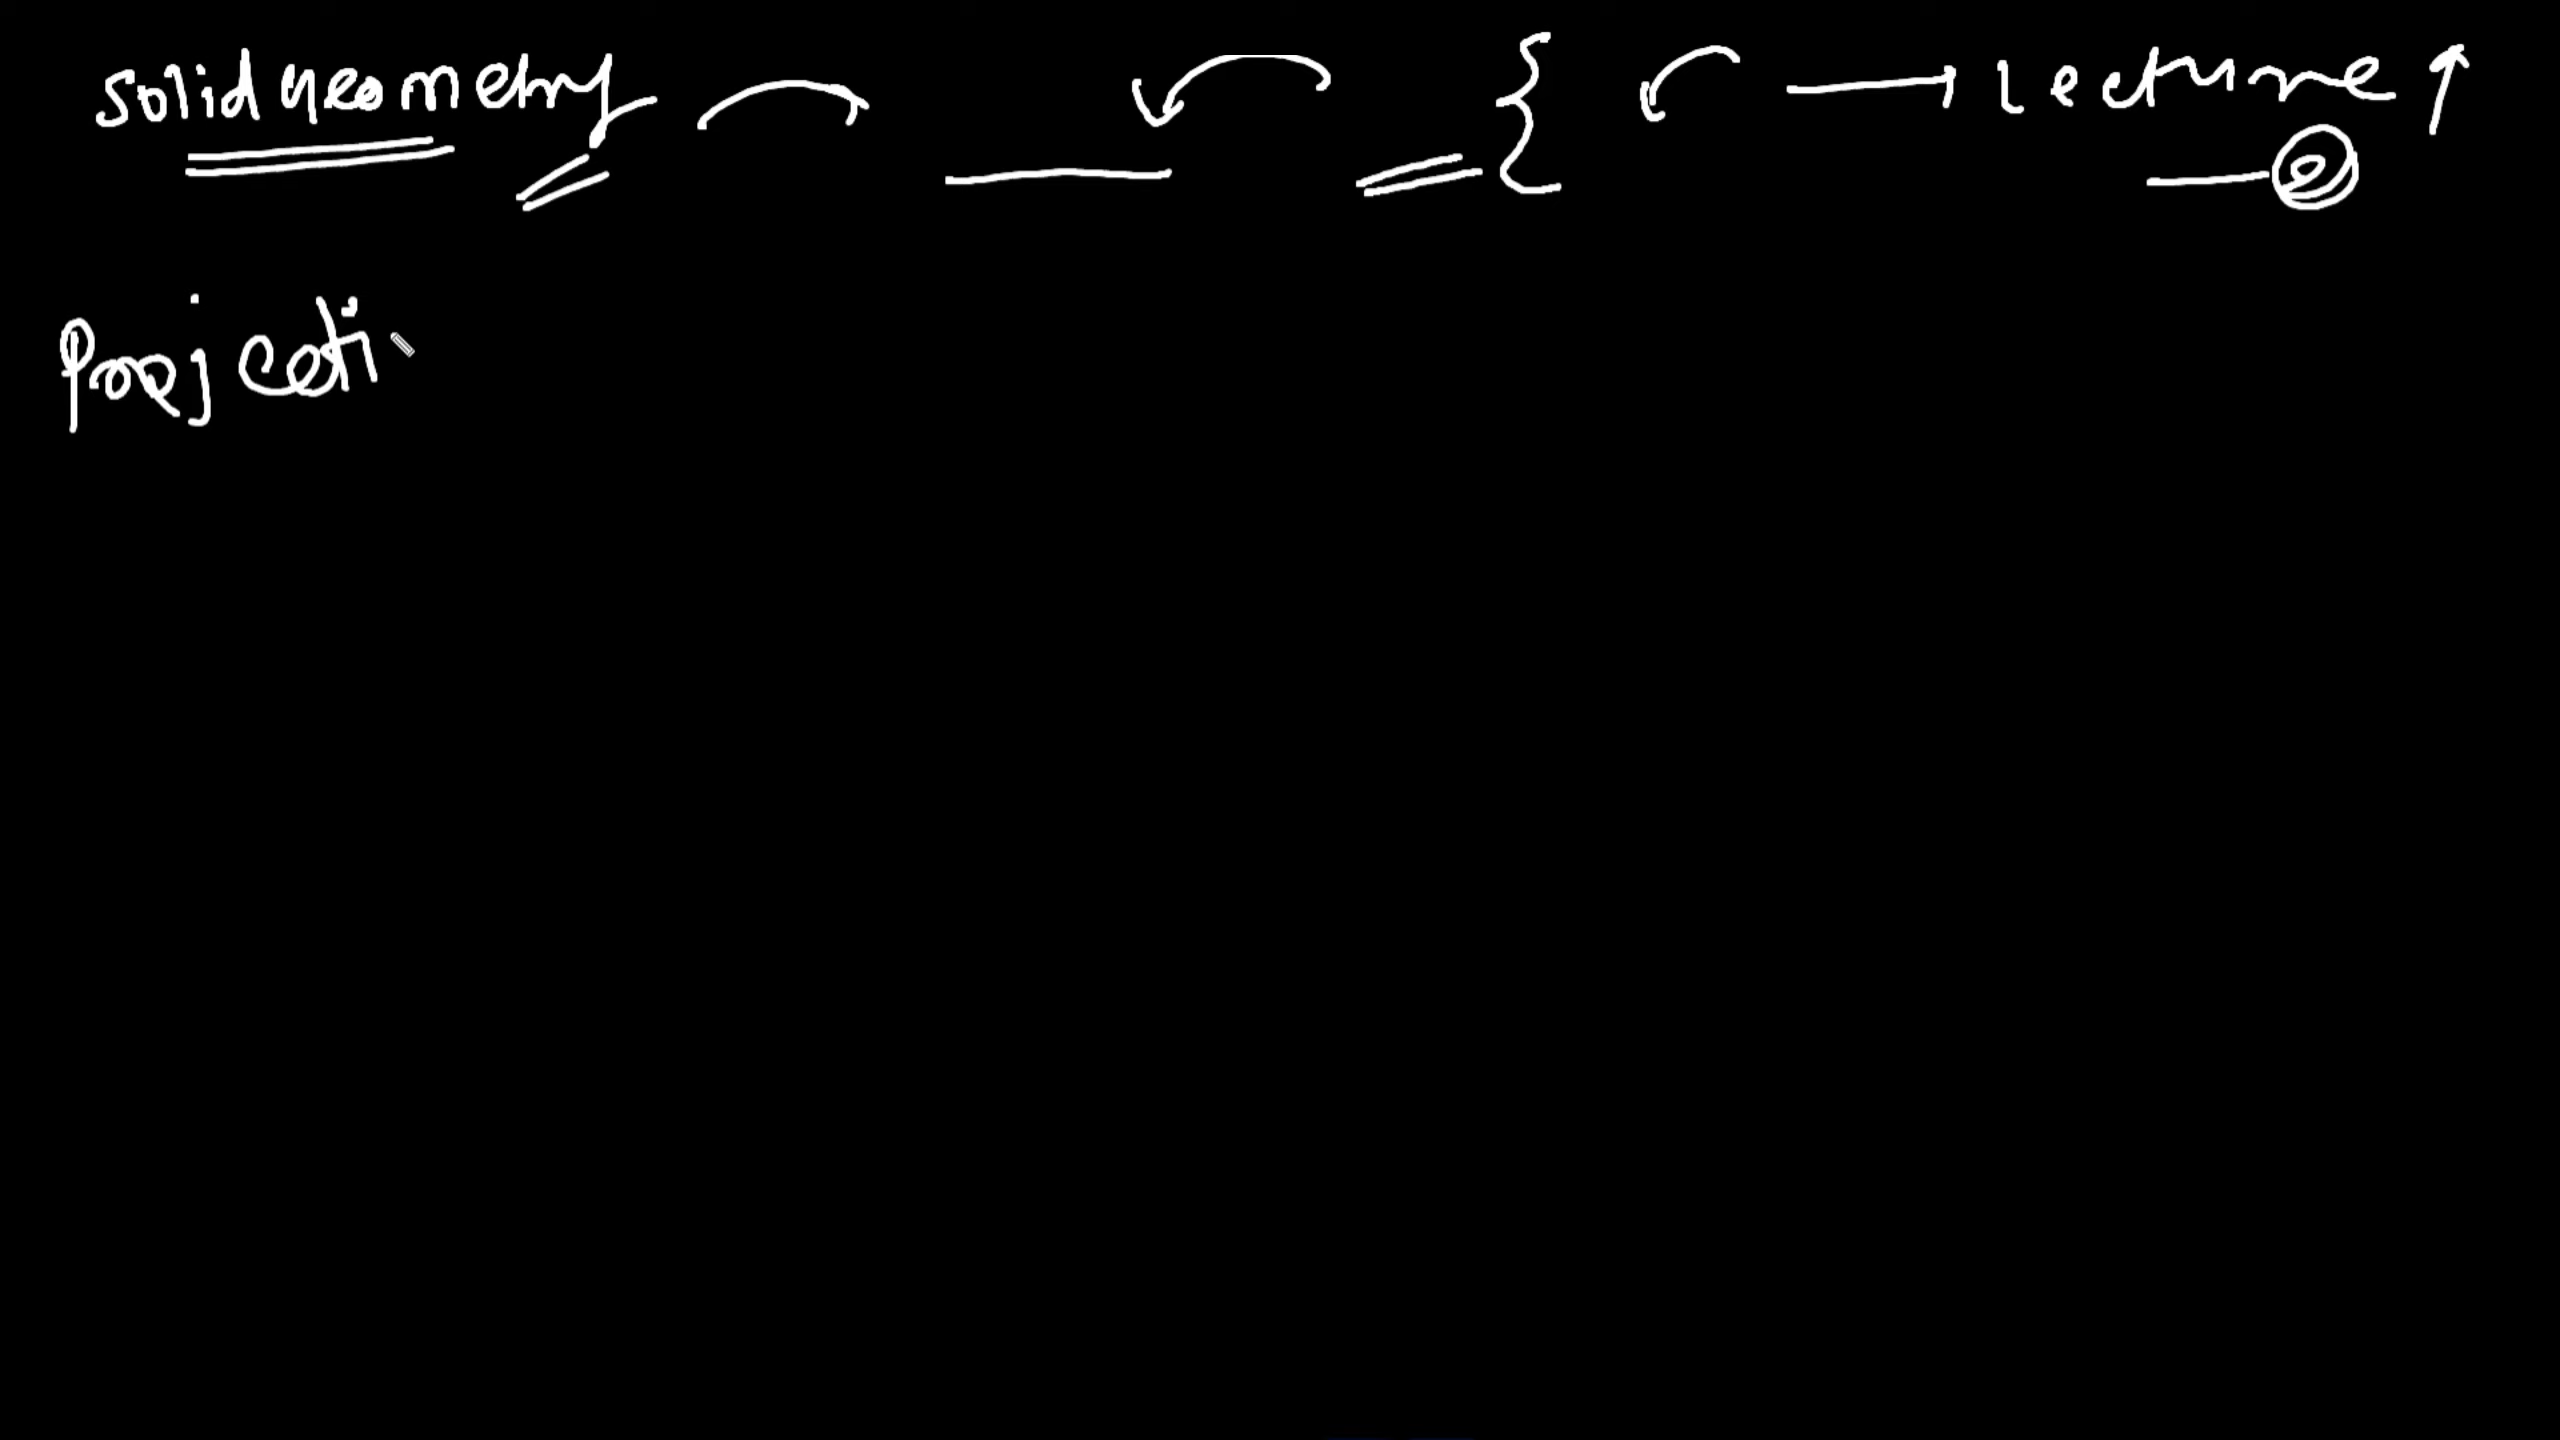 solid geometry { → lecture ↑
Projecti